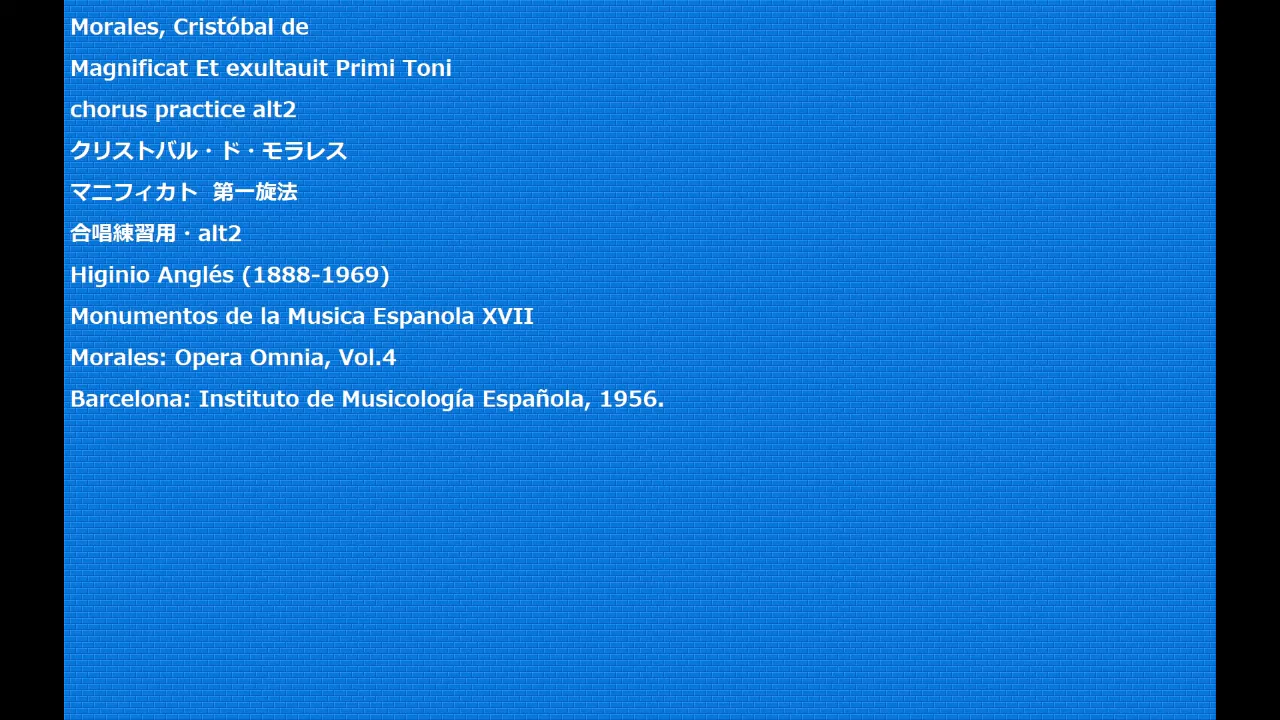 Morales, Cristóbal de
Magnificat Et exultauit Primi Toni
chorus practice alt2
クリストバル・ド・モラレス
マニフィカト 第一旋法
合唱練習用・alt2
Higinio Anglés (1888-1969)
Monumentos de la Musica Espanola XVII
Morales: Opera Omnia, Vol.4
Barcelona: Instituto de Musicología Española, 1956.